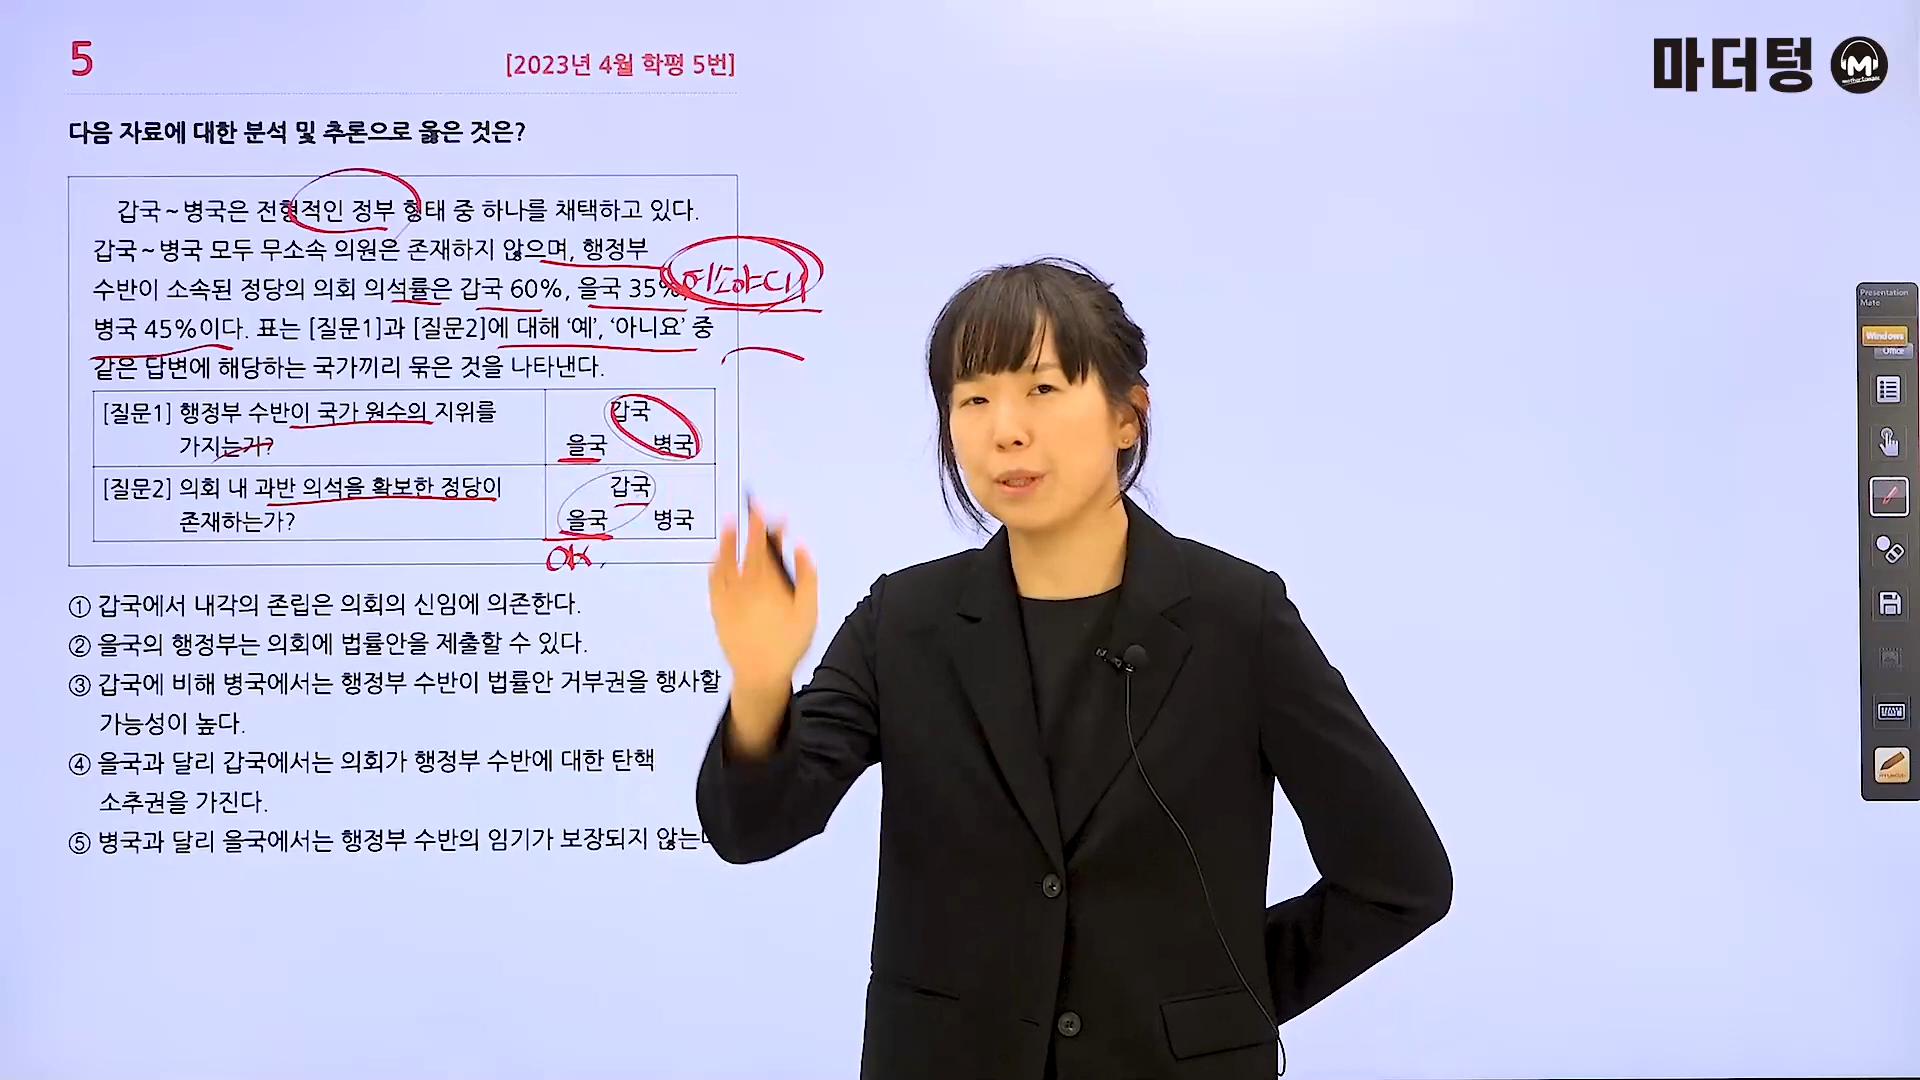 5
[2023년 4월 학평 5번]
마더텅
다음 자료에 대한 분석 및 추론으로 옳은 것은?
갑국~병국은 전형적인 정부 형태 중 하나를 채택하고 있다.
갑국~병국 모두 무소속 의원은 존재하지 않으며, 행정부
수반이 소속된 정당의 의회 의석률은 갑국 60%, 을국 35%,
여소야대
병국 45%이다. 표는 [질문1]과 [질문2]에 대해 ‘예’, ‘아니요’ 중
같은 답변에 해당하는 국가끼리 묶은 것을 나타낸다.
[질문1] 행정부 수반이 국가 원수의 지위를
가지는가?
갑국
을국 병국
[질문2] 의회 내 과반 의석을 확보한 정당이
존재하는가?
갑국
을국 병국
① 갑국에서 내각의 존립은 의회의 신임에 의존한다.
② 을국의 행정부는 의회에 법률안을 제출할 수 있다.
③ 갑국에 비해 병국에서는 행정부 수반이 법률안 거부권을 행사할
가능성이 높다.
④ 을국과 달리 갑국에서는 의회가 행정부 수반에 대한 탄핵
소추권을 가진다.
⑤ 병국과 달리 을국에서는 행정부 수반의 임기가 보장되지 않는
Presentation
Mate
Windows
Office